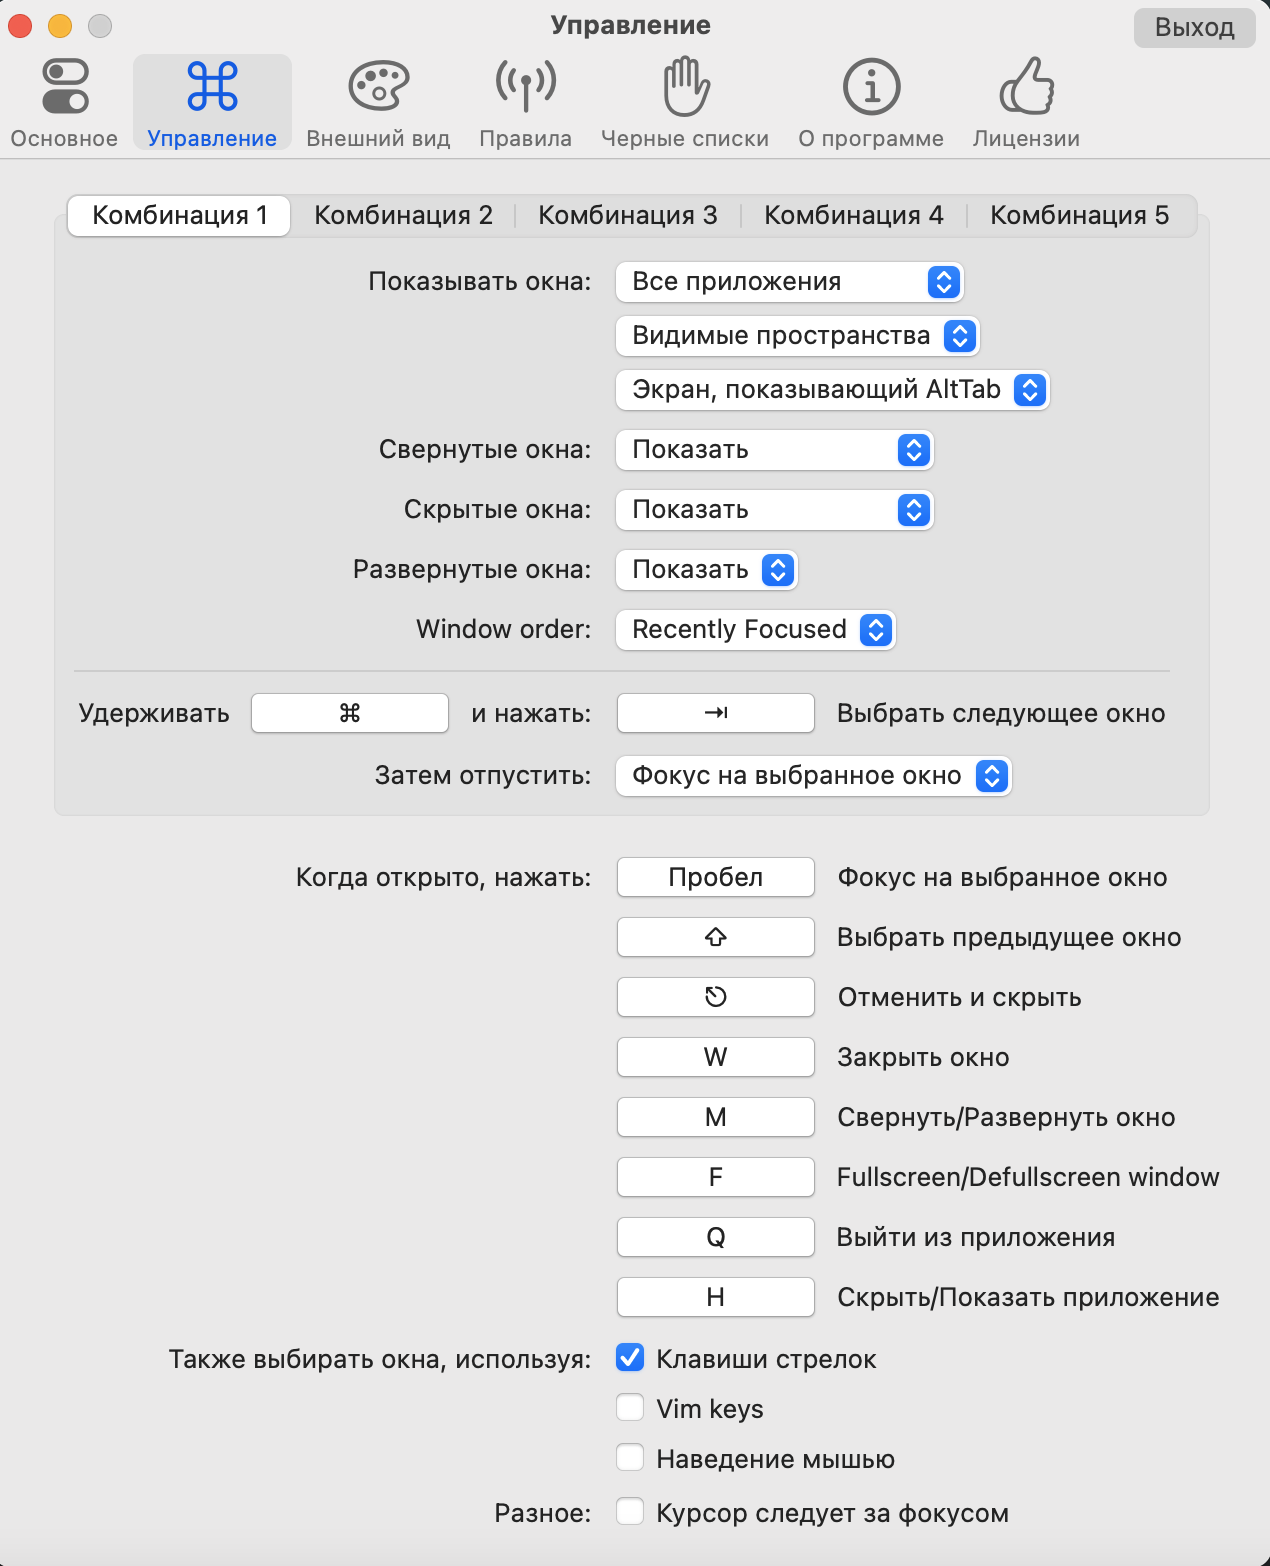 Управление
Выход
Основное
Управление
Внешний вид
Правила
Черные списки
О программе
Лицензии
Комбинация 1
Комбинация 2
Комбинация 3
Комбинация 4
Комбинация 5
Показывать окна: Все приложения
Видимые пространства
Экран, показывающий AltTab
Свернутые окна: Показать
Скрытые окна: Показать
Развернутые окна: Показать
Window order: Recently Focused
Удерживать ⌘ и нажать: ⇥ Выбрать следующее окно
Затем отпустить: Фокус на выбранное окно
Когда открыто, нажать: Пробел Фокус на выбранное окно
⇧ Выбрать предыдущее окно
⎋ Отменить и скрыть
W Закрыть окно
M Свернуть/Развернуть окно
F Fullscreen/Defullscreen window
Q Выйти из приложения
H Скрыть/Показать приложение
Также выбирать окна, используя: Клавиши стрелок
Vim keys
Наведение мышью
Разное: Курсор следует за фокусом